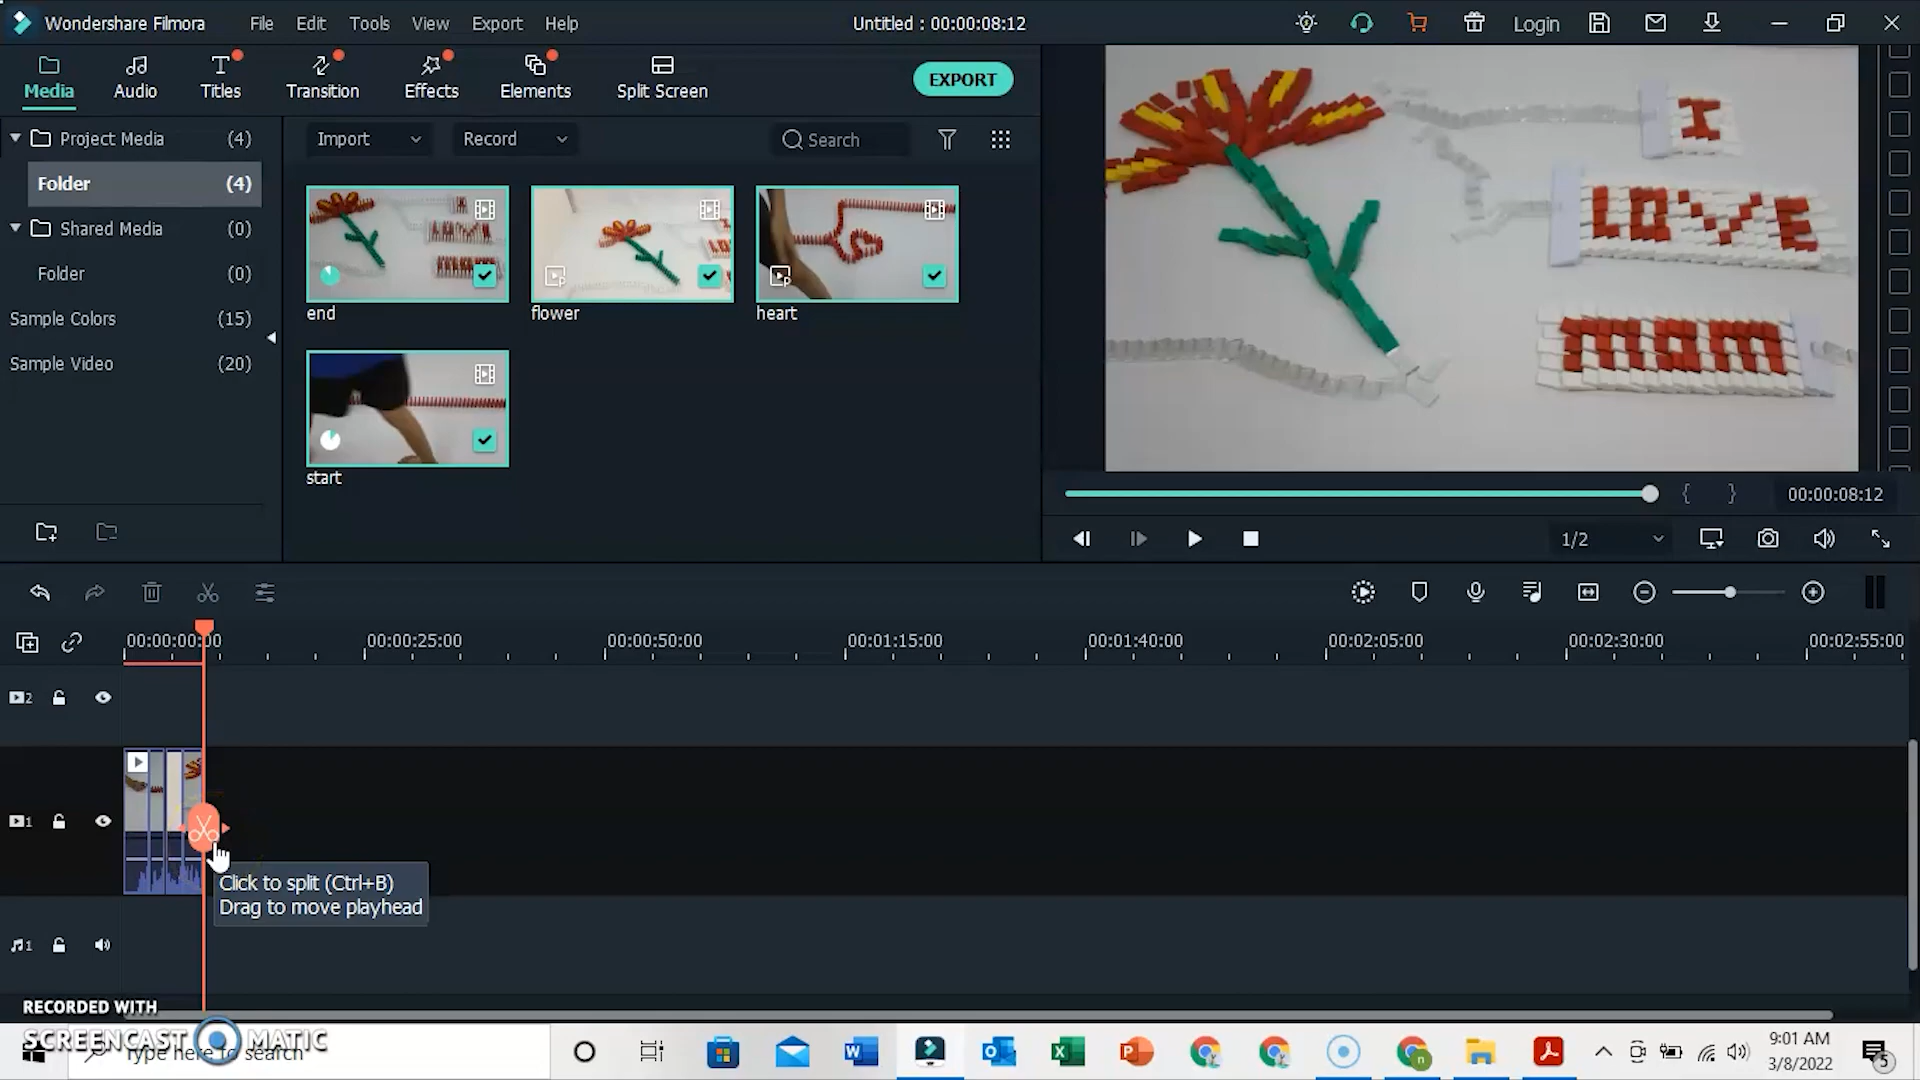 Wondershare Filmora
File Edit Tools View Export Help
Untitled : 00:00:08:12
Login
Media Audio Titles Transition Effects Elements Split Screen
EXPORT
Project Media (4)
Folder (4)
Shared Media (0)
Folder (0)
Sample Colors (15)
Sample Video (20)
Import Record Search
end flower heart
start
I
LOVE
MOM
00:00:08:12
1/2
00:00:00:00 00:00:25:00 00:00:50:00 00:01:15:00 00:01:40:00 00:02:05:00 00:02:30:00 00:02:55:00
2
1
Click to split (Ctrl+B)
Drag to move playhead
1
RECORDED WITH
SCREENCAST MATIC
Type here to search
9:01 AM
3/8/2022
5